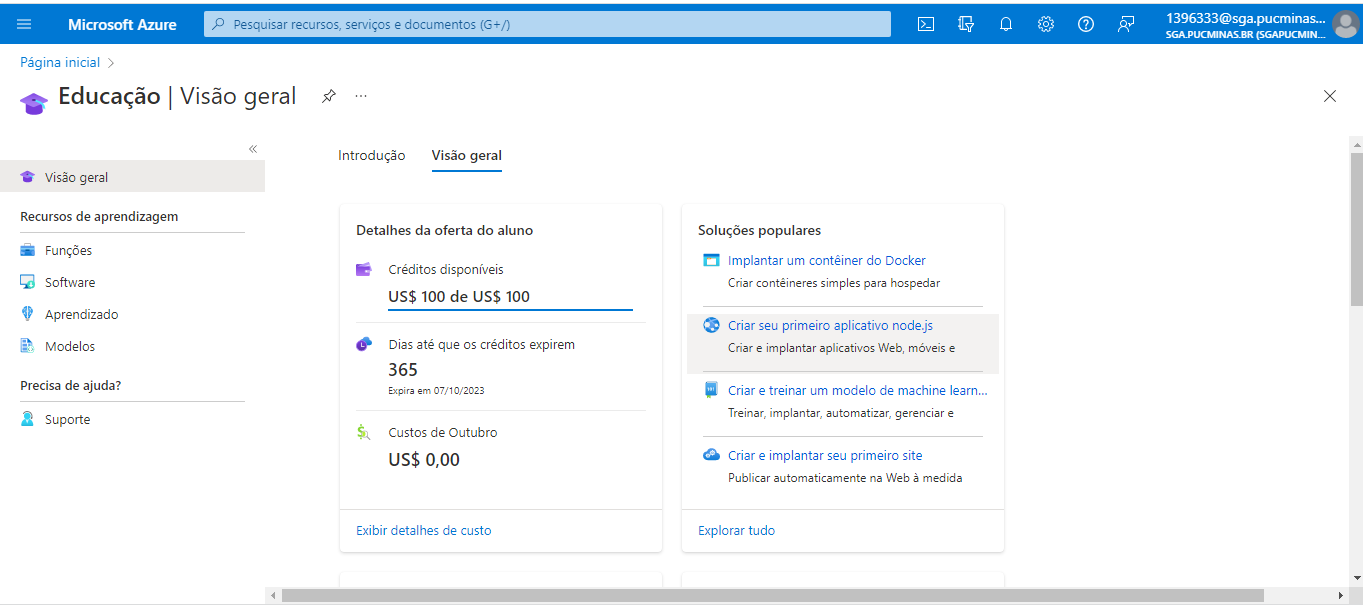 Microsoft Azure
Pesquisar recursos, serviços e documentos (G+/)
1396333@sga.pucminas...
SGA.PUCMINAS.BR (SGAPUCMIN...
Página inicial
Educação | Visão geral
Visão geral
Recursos de aprendizagem
Funções
Software
Aprendizado
Modelos
Precisa de ajuda?
Suporte
Introdução
Visão geral
Detalhes da oferta do aluno
Créditos disponíveis
US$ 100 de US$ 100
Dias até que os créditos expirem
365
Expira em 07/10/2023
Custos de Outubro
US$ 0,00
Exibir detalhes de custo
Soluções populares
Implantar um contêiner do Docker
Criar contêineres simples para hospedar
Criar seu primeiro aplicativo node.js
Criar e implantar aplicativos Web, móveis e
Criar e treinar um modelo de machine learn...
Treinar, implantar, automatizar, gerenciar e
Criar e implantar seu primeiro site
Publicar automaticamente na Web à medida
Explorar tudo